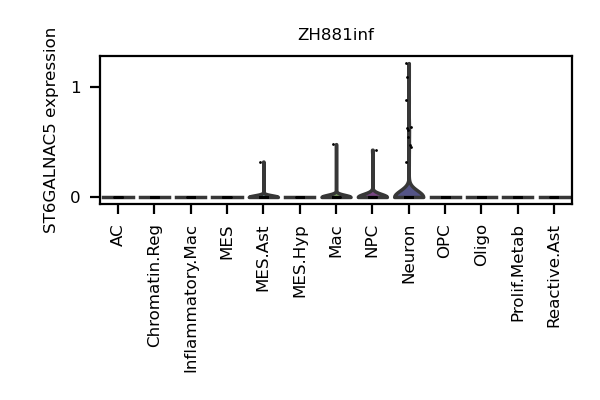 ZH881inf
ST6GALNAC5 expression
1
0
AC
Chromatin.Reg
Inflammatory.Mac
MES
MES.Ast
MES.Hyp
Mac
NPC
Neuron
OPC
Oligo
Prolif.Metab
Reactive.Ast